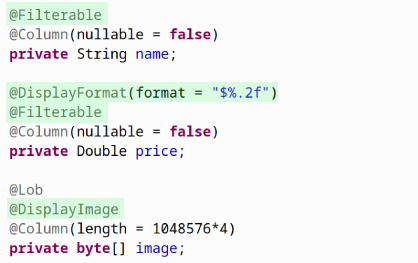 @Filterable
@Column(nullable = false)
private String name;
@DisplayFormat(format = "$%.2f")
@Filterable
@Column(nullable = false)
private Double price;
@Lob
@DisplayImage
@Column(length = 1048576*4)
private byte[] image;